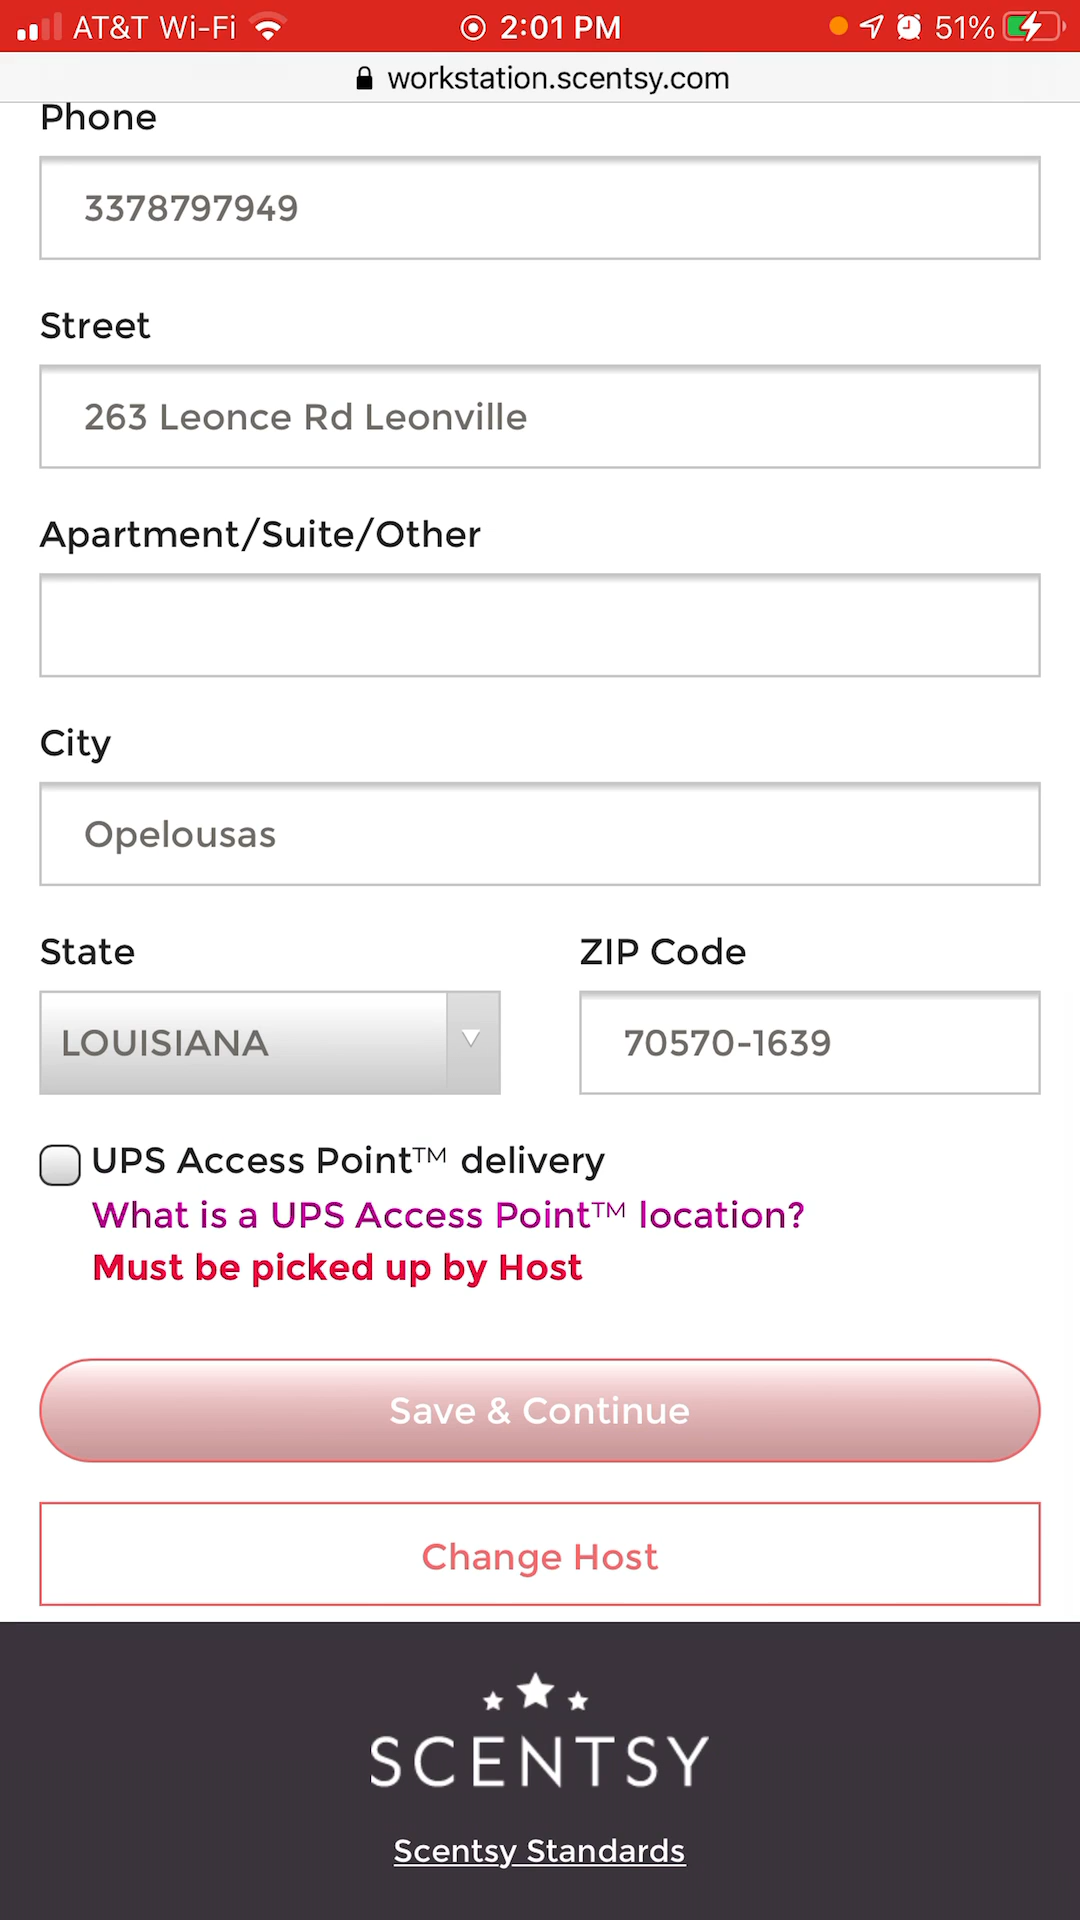 AT&T Wi-Fi 2:01 PM 51%
workstation.scentsy.com
Phone
3378797949
Street
263 Leonce Rd Leonville
Apartment/Suite/Other
City
Opelousas
State ZIP Code
LOUISIANA 70570-1639
UPS Access Point™ delivery
What is a UPS Access Point™ location?
Must be picked up by Host
Save & Continue
Change Host
SCENTSY
Scentsy Standards